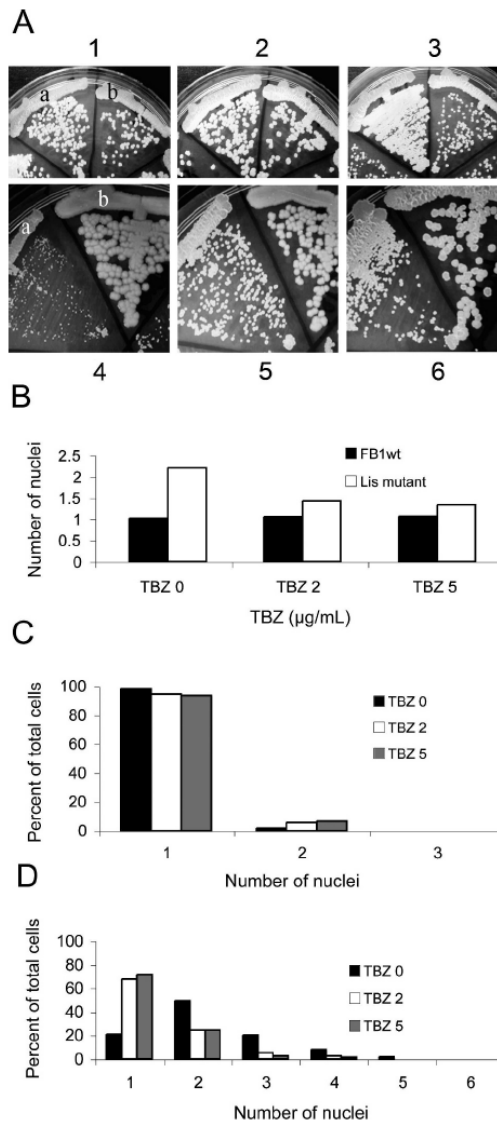 A
1 2 3
a b
b
a
4 5 6
B
2.5
2
1.5
1
0.5
0
Number of nuclei
FB1wt
Lis mutant
TBZ 0 TBZ 2 TBZ 5
TBZ (µg/mL)
C
100
80
60
40
20
0
Percent of total cells
TBZ 0
TBZ 2
TBZ 5
1 2 3
Number of nuclei
D
100
80
60
40
20
0
Percent of total cells
TBZ 0
TBZ 2
TBZ 5
1 2 3 4 5 6
Number of nuclei